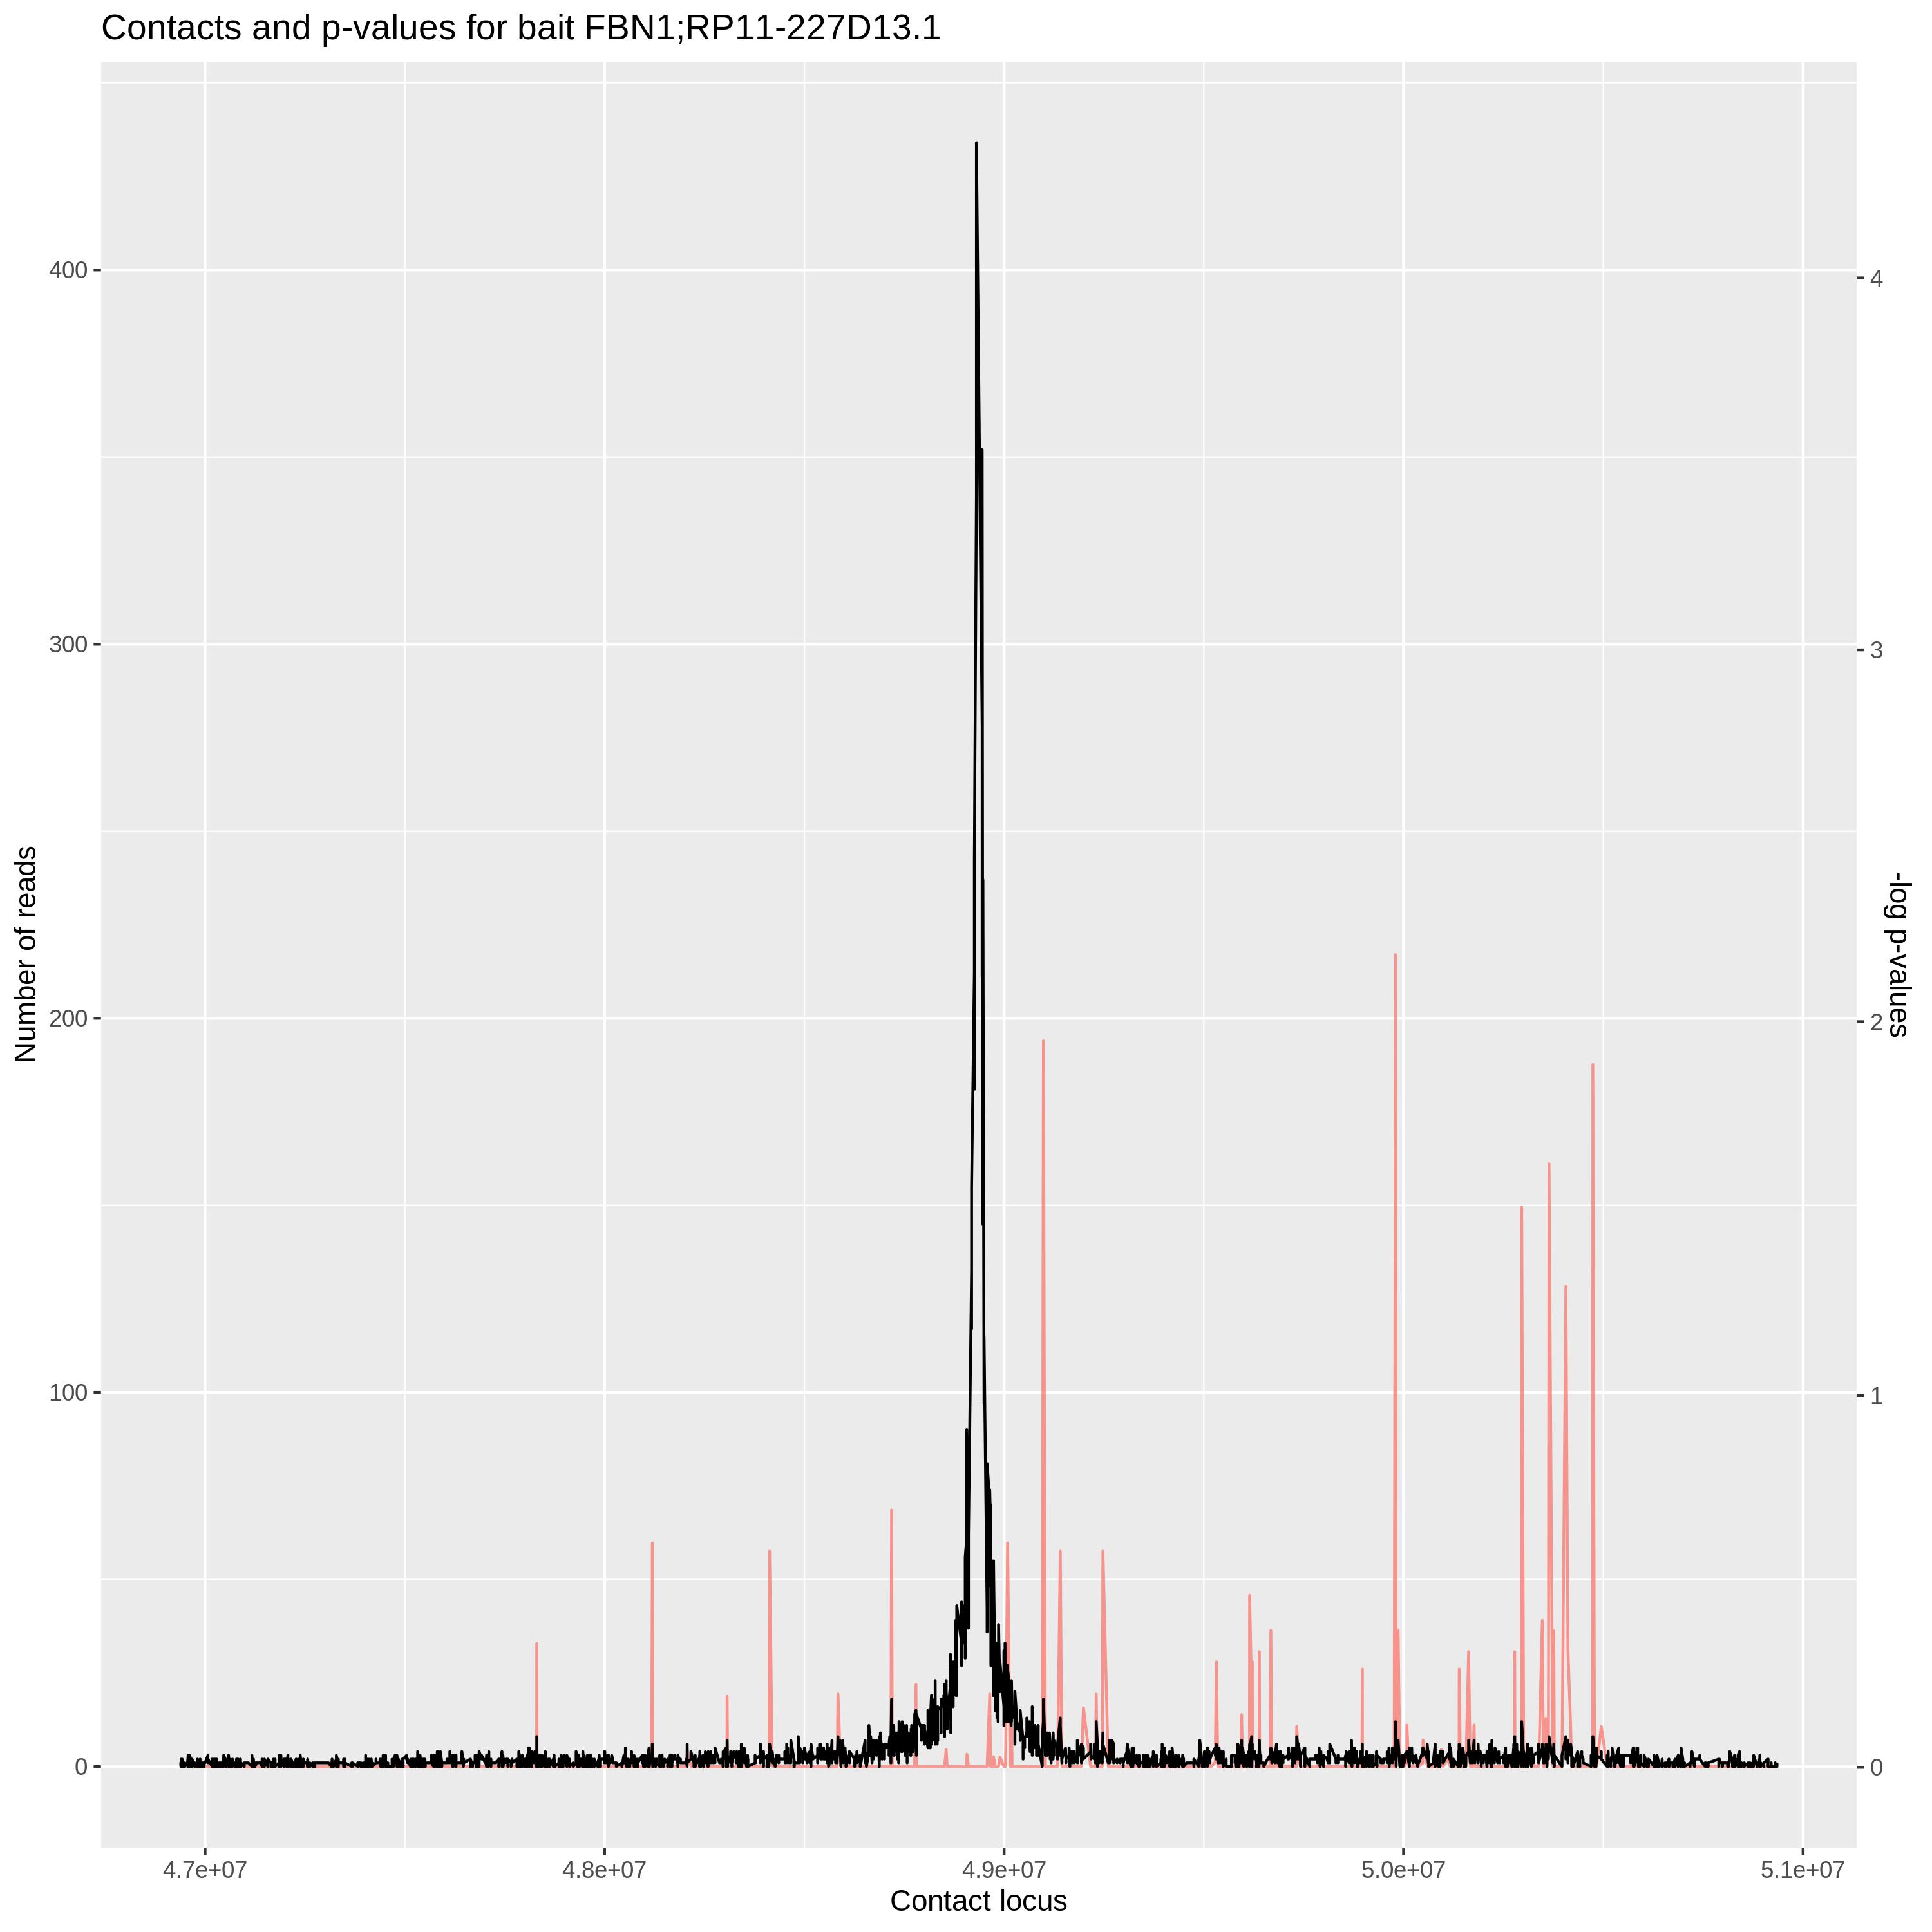 Contacts and p-values for bait FBN1;RP11-227D13.1
400
300
200
100
0
Number of reads
4
3
2
1
0
-log p-values
4.7e+07
4.8e+07
4.9e+07
5.0e+07
5.1e+07
Contact locus